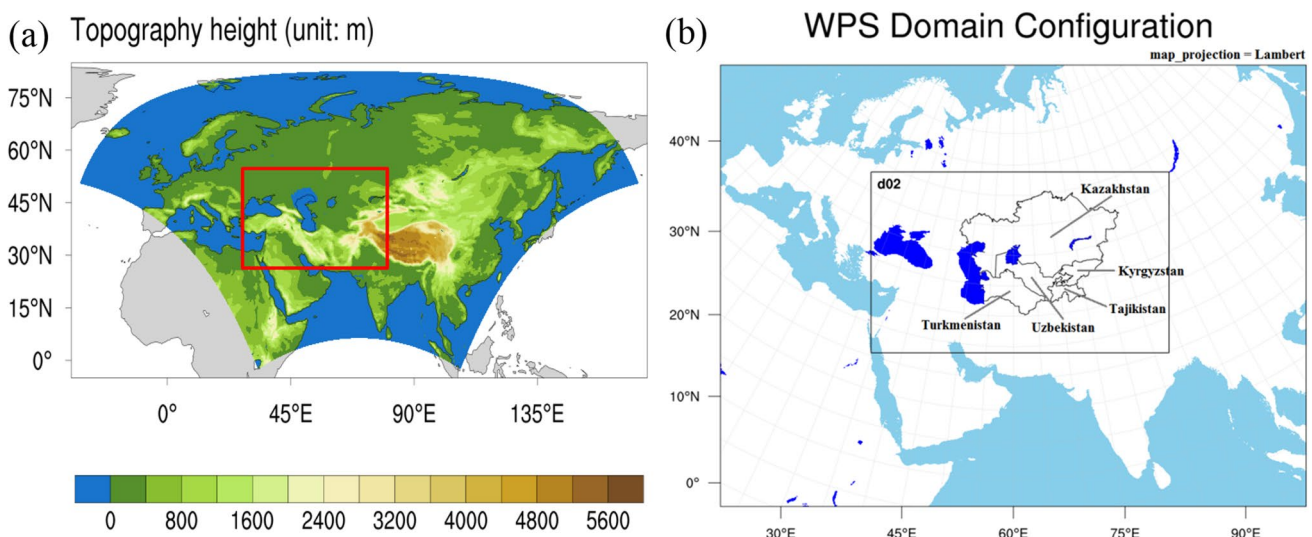 (a) Topography height (unit: m)
75°N
60°N
45°N
30°N
15°N
0°
0° 45°E 90°E 135°E
0 800 1600 2400 3200 4000 4800 5600
(b) WPS Domain Configuration
map_projection = Lambert
40°N
30°N
20°N
10°N
0°
d02
Kazakhstan
Kyrgyzstan
Tajikistan
Turkmenistan
Uzbekistan
30°E 45°E 60°E 75°E 90°E